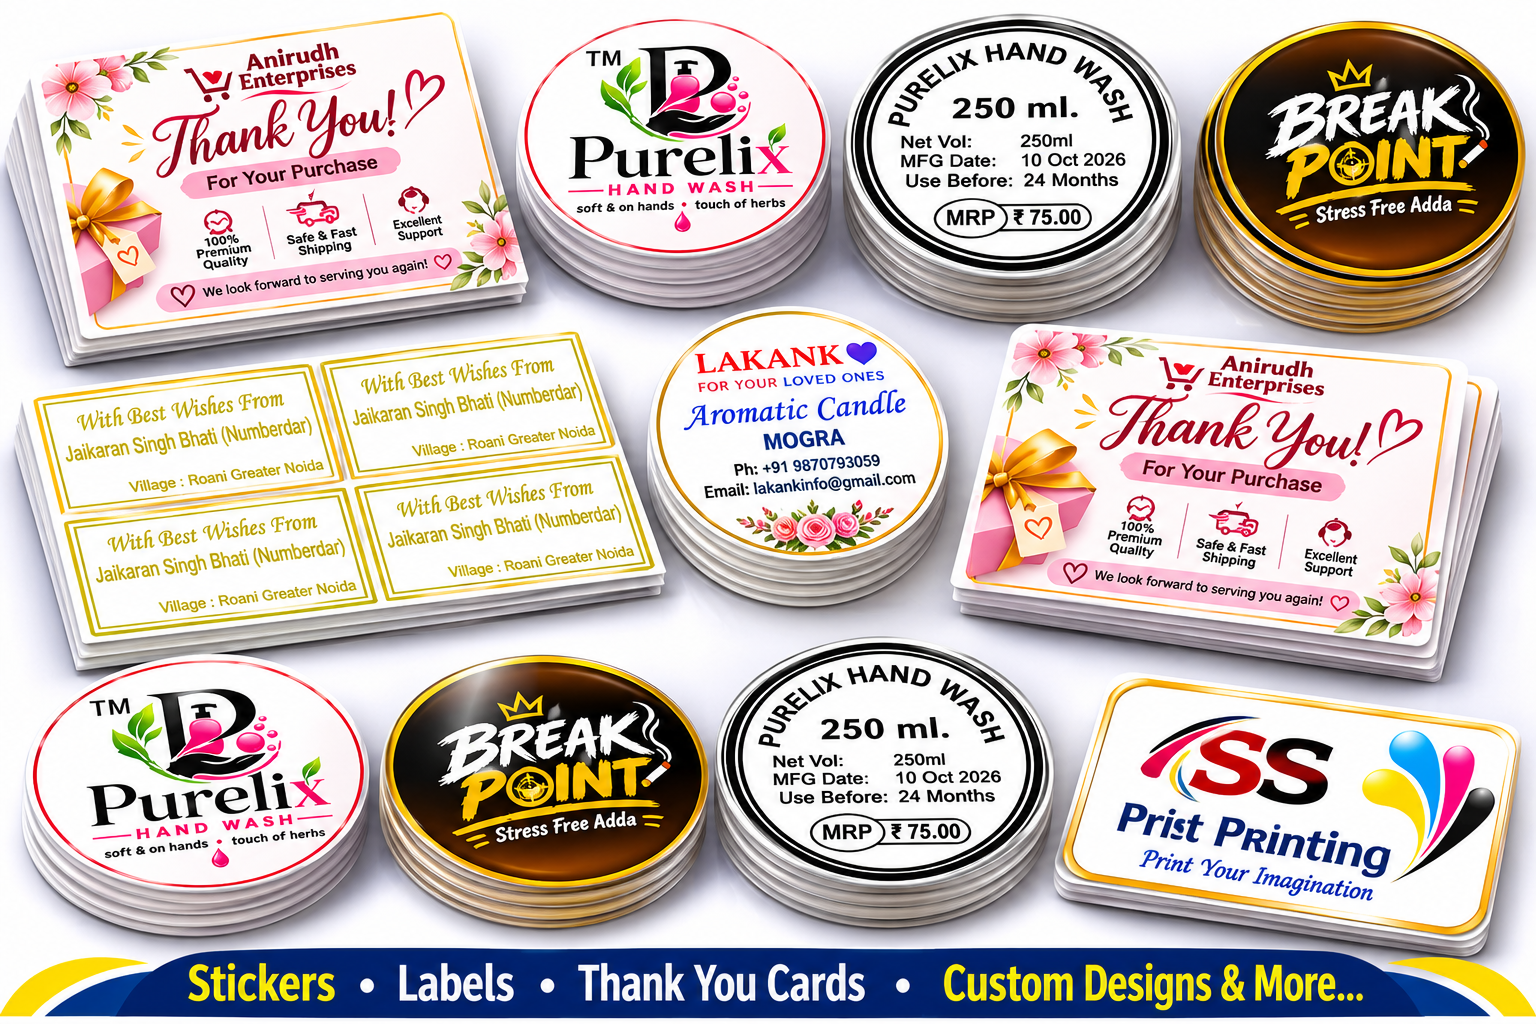 Anirudh
Enterprises
Thank You!
For Your Purchase
100%
Premium
Quality
Safe & Fast
Shipping
Excellent
Support
We look forward to serving you again!
TM
Purelix
HAND WASH
soft & on hands • touch of herbs
PURELIX HAND WASH
250 ml.
Net Vol: 250ml
MFG Date: 10 Oct 2026
Use Before: 24 Months
MRP ₹ 75.00
BREAK
POINT
Stress Free Adda
With Best Wishes From
Jaikaran Singh Bhati (Numberdar)
Village : Roani Greater Noida
With Best Wishes From
Jaikaran Singh Bhati (Numberdar)
Village : Roani Greater Noida
With Best Wishes From
Jaikaran Singh Bhati (Numberdar)
Village : Roani Greater Noida
With Best Wishes From
Jaikaran Singh Bhati (Numberdar)
Village : Roani Greater Noida
LAKANK
FOR YOUR LOVED ONES
Aromatic Candle
MOGRA
Ph: +91 9870793059
Email: lakankinfo@gmail.com
Anirudh
Enterprises
Thank You!
For Your Purchase
100%
Premium
Quality
Safe & Fast
Shipping
Excellent
Support
We look forward to serving you again!
TM
Purelix
HAND WASH
soft & on hands • touch of herbs
BREAK
POINT
Stress Free Adda
PURELIX HAND WASH
250 ml.
Net Vol: 250ml
MFG Date: 10 Oct 2026
Use Before: 24 Months
MRP ₹ 75.00
SS
Prist Printing
Print Your Imagination
Stickers • Labels • Thank You Cards • Custom Designs & More...